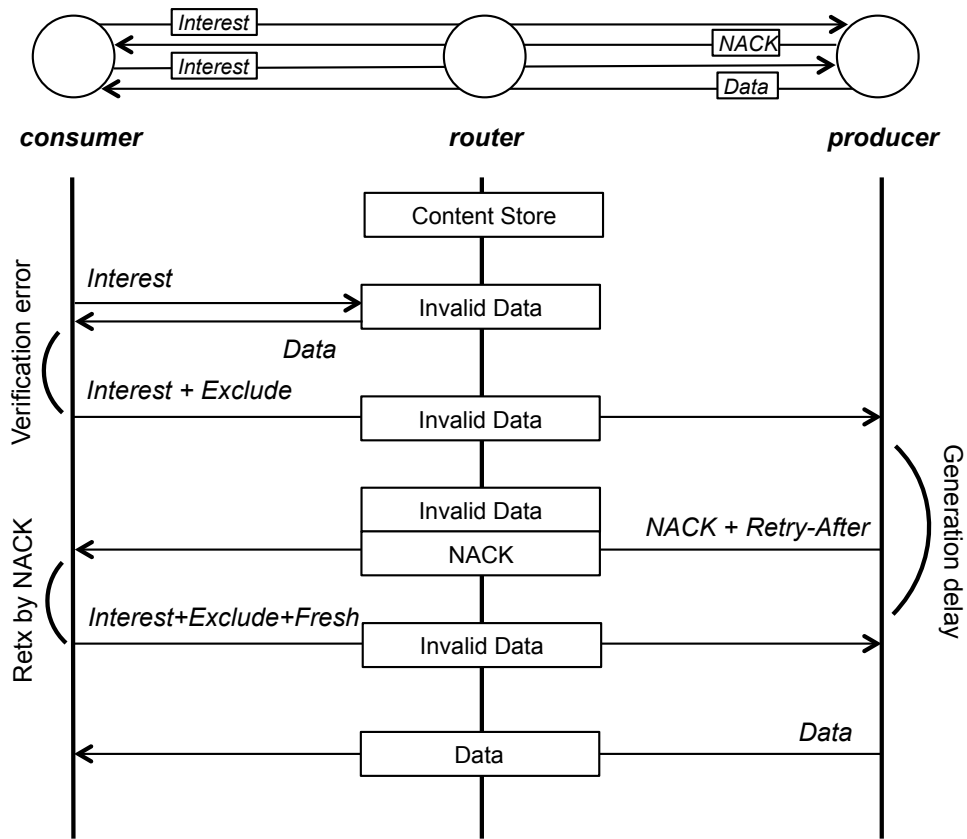 Interest
NACK
Interest
Data
consumer
router
producer
Content Store
Interest
Invalid Data
Data
Verification error
Interest + Exclude
Invalid Data
Generation delay
Invalid Data
NACK + Retry-After
NACK
Retx by NACK
Interest+Exclude+Fresh
Invalid Data
Data
Data